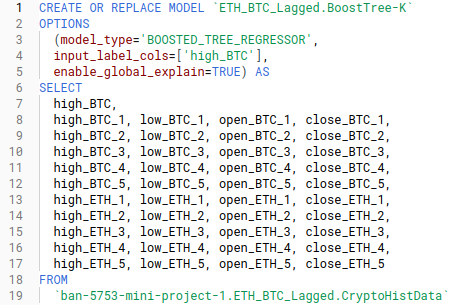 1 CREATE OR REPLACE MODEL `ETH_BTC_Lagged.BoostTree-K`
2 OPTIONS
3 (model_type='BOOSTED_TREE_REGRESSOR',
4 input_label_cols=['high_BTC'],
5 enable_global_explain=TRUE) AS
6 SELECT
7 high_BTC,
8 high_BTC_1, low_BTC_1, open_BTC_1, close_BTC_1,
9 high_BTC_2, low_BTC_2, open_BTC_2, close_BTC_2,
10 high_BTC_3, low_BTC_3, open_BTC_3, close_BTC_3,
11 high_BTC_4, low_BTC_4, open_BTC_4, close_BTC_4,
12 high_BTC_5, low_BTC_5, open_BTC_5, close_BTC_5,
13 high_ETH_1, low_ETH_1, open_ETH_1, close_ETH_1,
14 high_ETH_2, low_ETH_2, open_ETH_2, close_ETH_2,
15 high_ETH_3, low_ETH_3, open_ETH_3, close_ETH_3,
16 high_ETH_4, low_ETH_4, open_ETH_4, close_ETH_4,
17 high_ETH_5, low_ETH_5, open_ETH_5, close_ETH_5
18 FROM
19 `ban-5753-mini-project-1.ETH_BTC_Lagged.CryptoHistData`